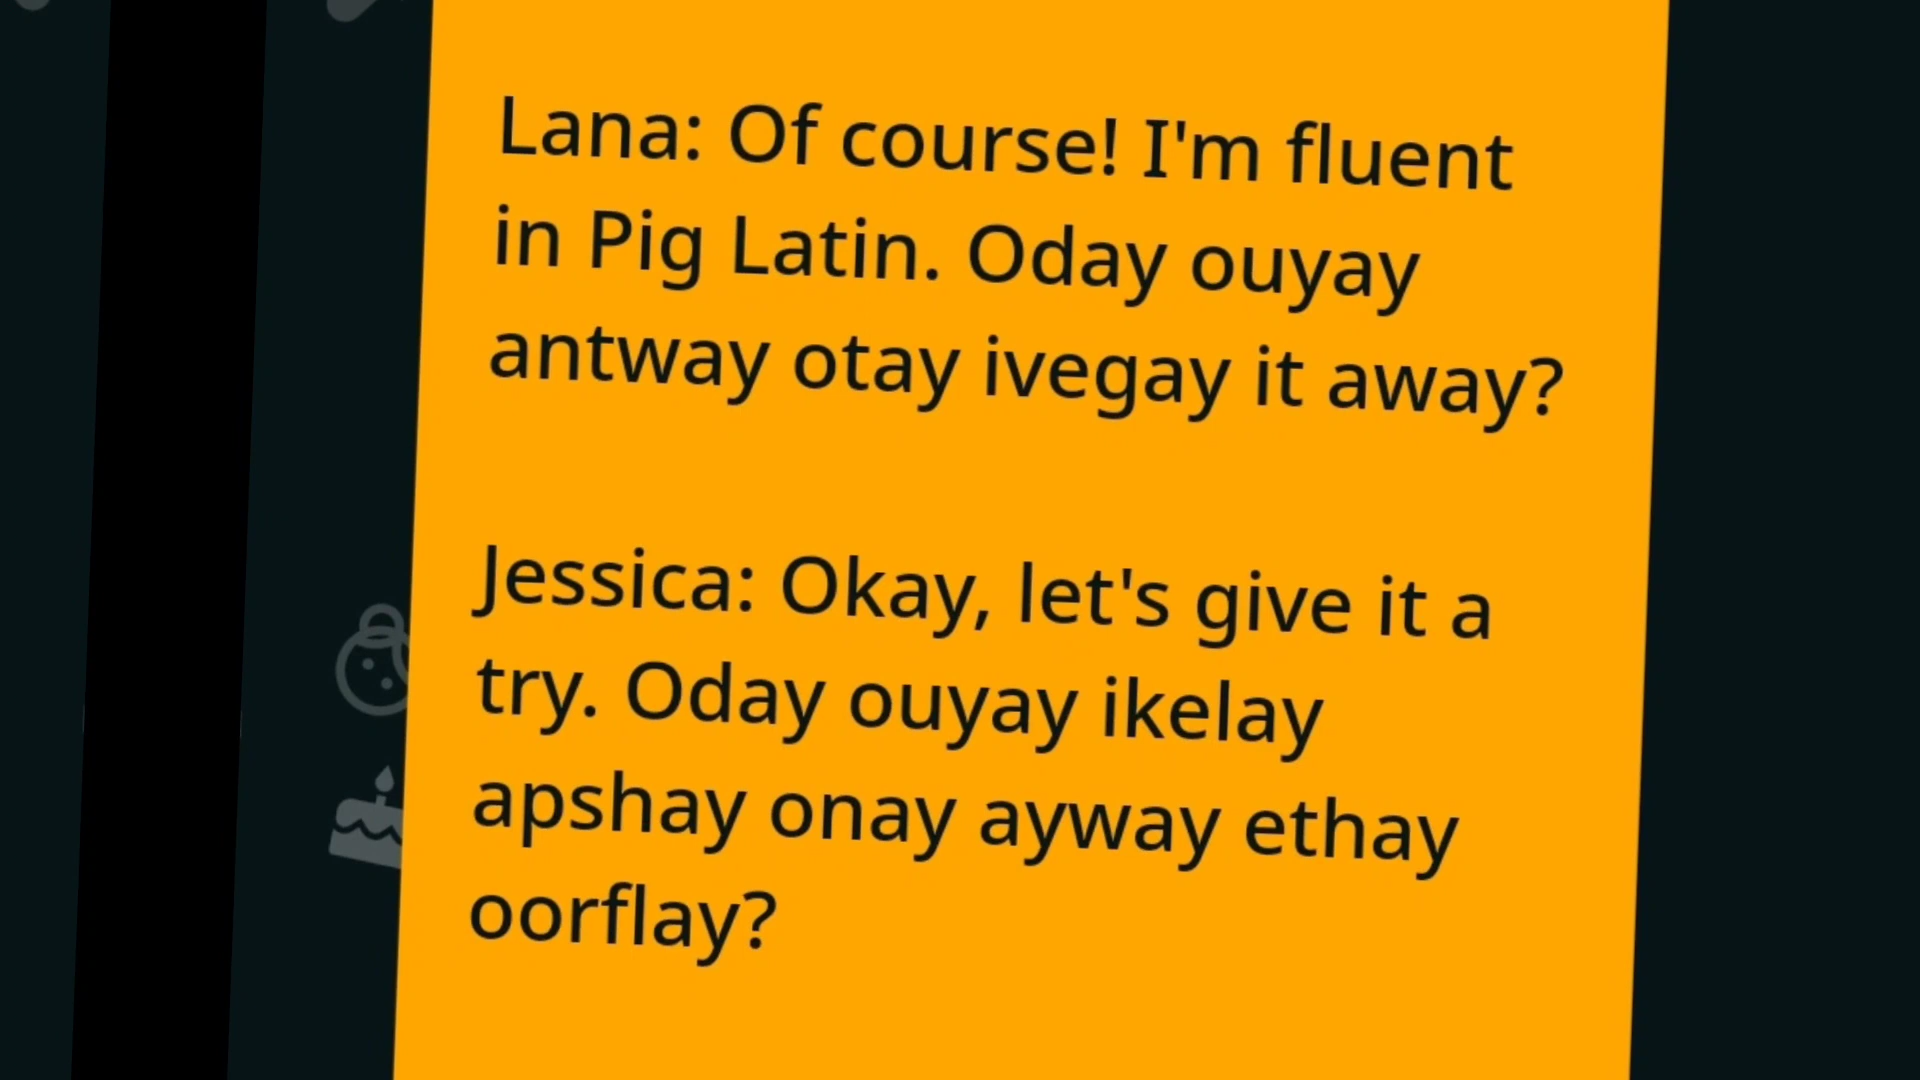 Lana: Of course! I'm fluent
in Pig Latin. Oday ouyay
antway otay ivegay it away?
Jessica: Okay, let's give it a
try. Oday ouyay ikelay
apshay onay ayway ethay
oorflay?